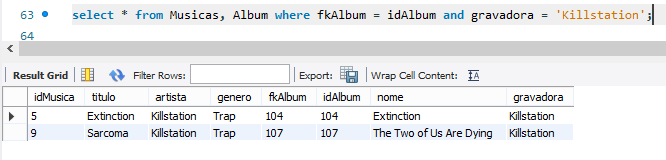 63 select * from Musicas, Album where fkAlbum = idAlbum and gravadora = 'Killstation';
64
Result Grid Filter Rows: Export: Wrap Cell Content: IA
idMusica titulo artista genero fkAlbum idAlbum nome gravadora
5 Extinction Killstation Trap 104 104 Extinction Killstation
9 Sarcoma Killstation Trap 107 107 The Two of Us Are Dying Killstation